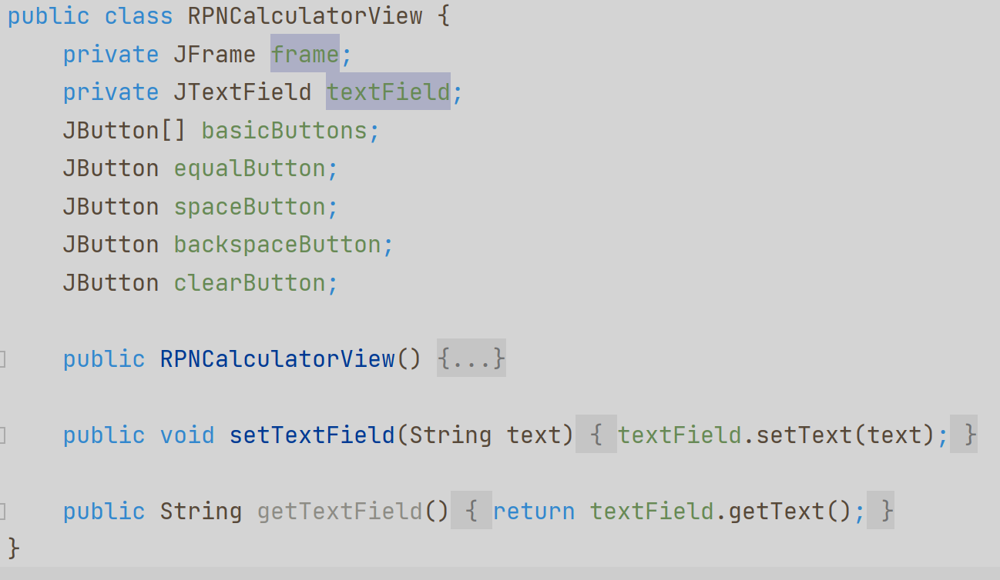 public class RPNCalculatorView {
    private JFrame frame;
    private JTextField textField;
    JButton[] basicButtons;
    JButton equalButton;
    JButton spaceButton;
    JButton backspaceButton;
    JButton clearButton;
    public RPNCalculatorView() {...}
    public void setTextField(String text) { textField.setText(text); }
    public String getTextField() { return textField.getText(); }
}